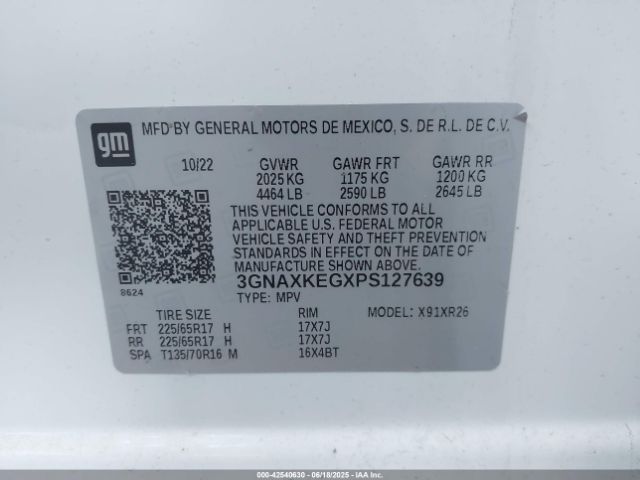 gm
MFD BY GENERAL MOTORS DE MEXICO, S. DE R.L. DE C.V.
10/22 GVWR GAWR FRT GAWR RR
2025 KG 1175 KG 1200 KG
4464 LB 2590 LB 2645 LB
THIS VEHICLE CONFORMS TO ALL
APPLICABLE U.S. FEDERAL MOTOR
VEHICLE SAFETY AND THEFT PREVENTION
STANDARDS IN EFFECT ON THE DATE
OF MANUFACTURE SHOWN ABOVE.
8624
3GNAXKEGXPS127639
TYPE: MPV
TIRE SIZE RIM MODEL: X91XR26
FRT 225/65R17 H 17X7J
RR 225/65R17 H 17X7J
SPA T135/70R16 M 16X4BT
000-42540630 - 06/18/2025 - IAAI.COM